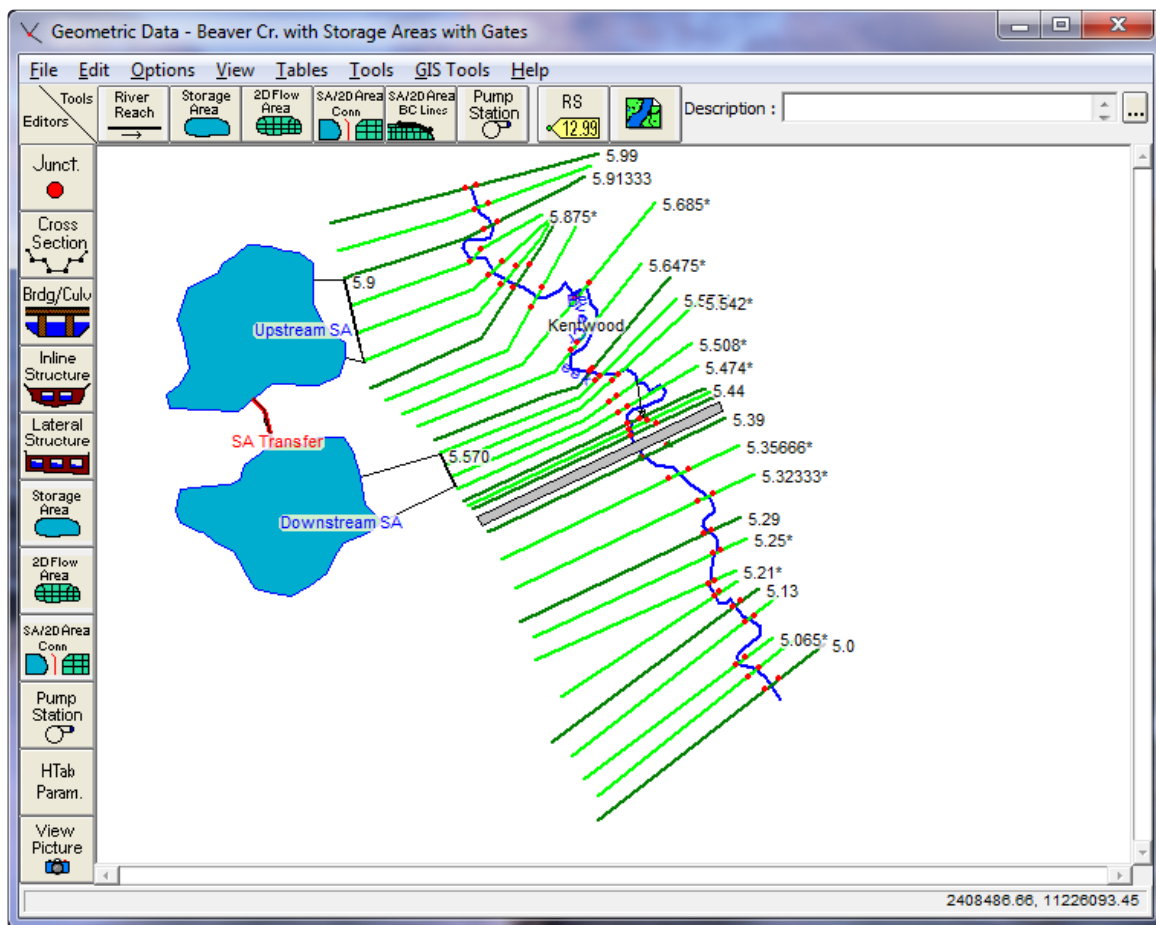 Geometric Data - Beaver Cr. with Storage Areas with Gates
File Edit Options View Tables Tools GIS Tools Help
Tools
Editors
River
Reach
Storage
Area
2D Flow
Area
SA/2D Area
Conn
SA/2D Area
BC Lines
Pump
Station
RS
12.99
Description :
...
Junct.
Cross
Section
Brdg/Culv
Inline
Structure
Lateral
Structure
Storage
Area
2D Flow
Area
SA/2D Area
Conn
Pump
Station
HTab
Param.
View
Picture
5.99
5.91333
5.875*
5.685*
5.9
5.6475*
5.542*
Upstream SA
Kentwood
5.508*
5.474*
5.44
5.39
SA Transfer
5.570
5.35666*
5.32333*
Downstream SA
5.29
5.25*
5.21*
5.13
5.065*
5.0
2408486.66, 11226093.45